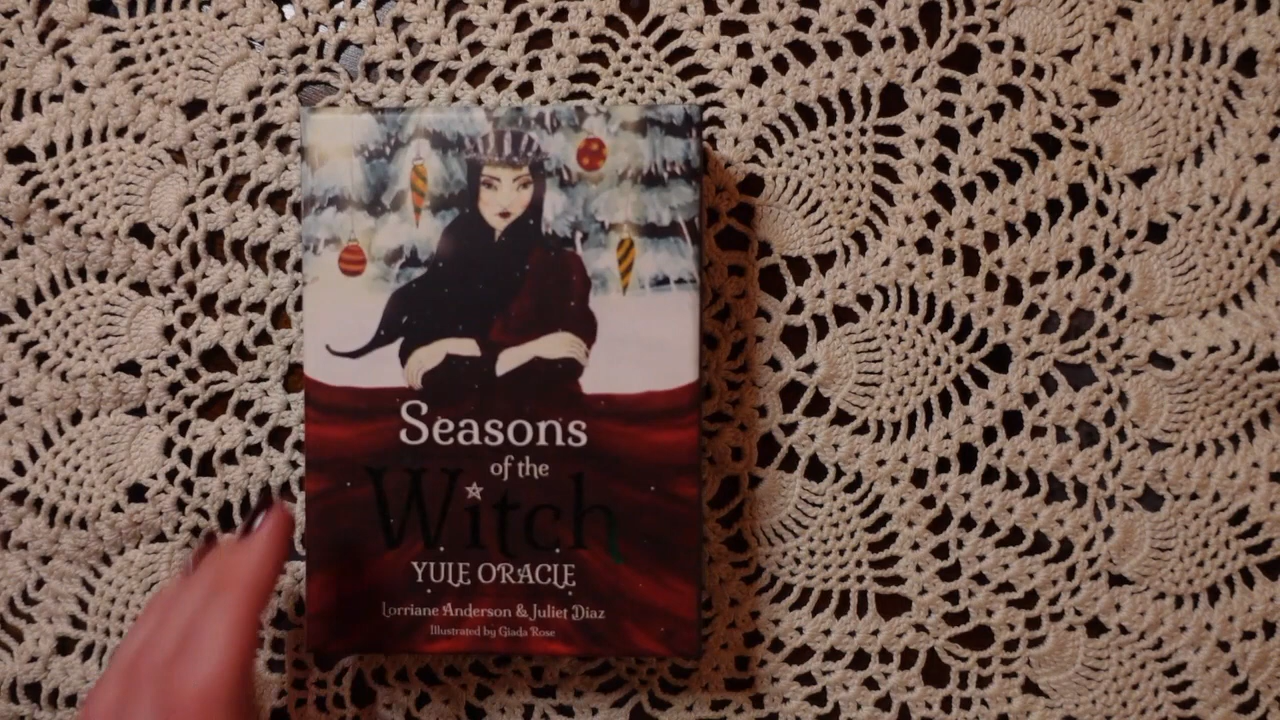 Seasons
of the
Witch
YULE ORACLE
Lorriane Anderson & Juliet Diaz
Illustrated by Giada Rose